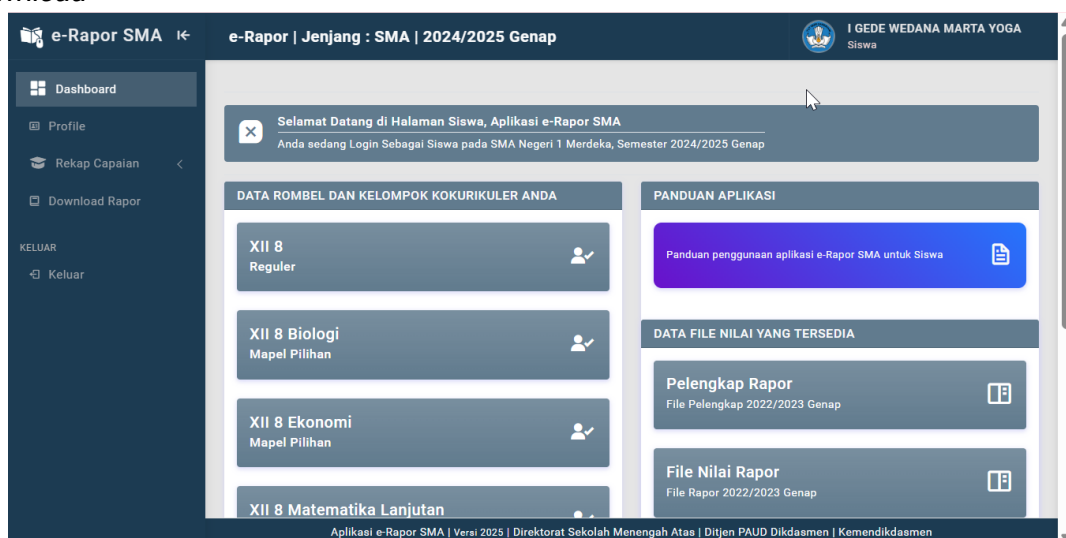 e-Rapor SMA
e-Rapor | Jenjang : SMA | 2024/2025 Genap
I GEDE WEDANA MARTA YOGA
Siswa
Dashboard
Profile
Rekap Capaian
Download Rapor
KELUAR
Keluar
Selamat Datang di Halaman Siswa, Aplikasi e-Rapor SMA
Anda sedang Login Sebagai Siswa pada SMA Negeri 1 Merdeka, Semester 2024/2025 Genap
DATA ROMBEL DAN KELOMPOK KOKURIKULER ANDA
XII 8
Reguler
XII 8 Biologi
Mapel Pilihan
XII 8 Ekonomi
Mapel Pilihan
XII 8 Matematika Lanjutan
PANDUAN APLIKASI
Panduan penggunaan aplikasi e-Rapor SMA untuk Siswa
DATA FILE NILAI YANG TERSEDIA
Pelengkap Rapor
File Pelengkap 2022/2023 Genap
File Nilai Rapor
File Rapor 2022/2023 Genap
Aplikasi e-Rapor SMA | Versi 2025 | Direktorat Sekolah Menengah Atas | Ditjen PAUD Dikdasmen | Kemendikdasmen